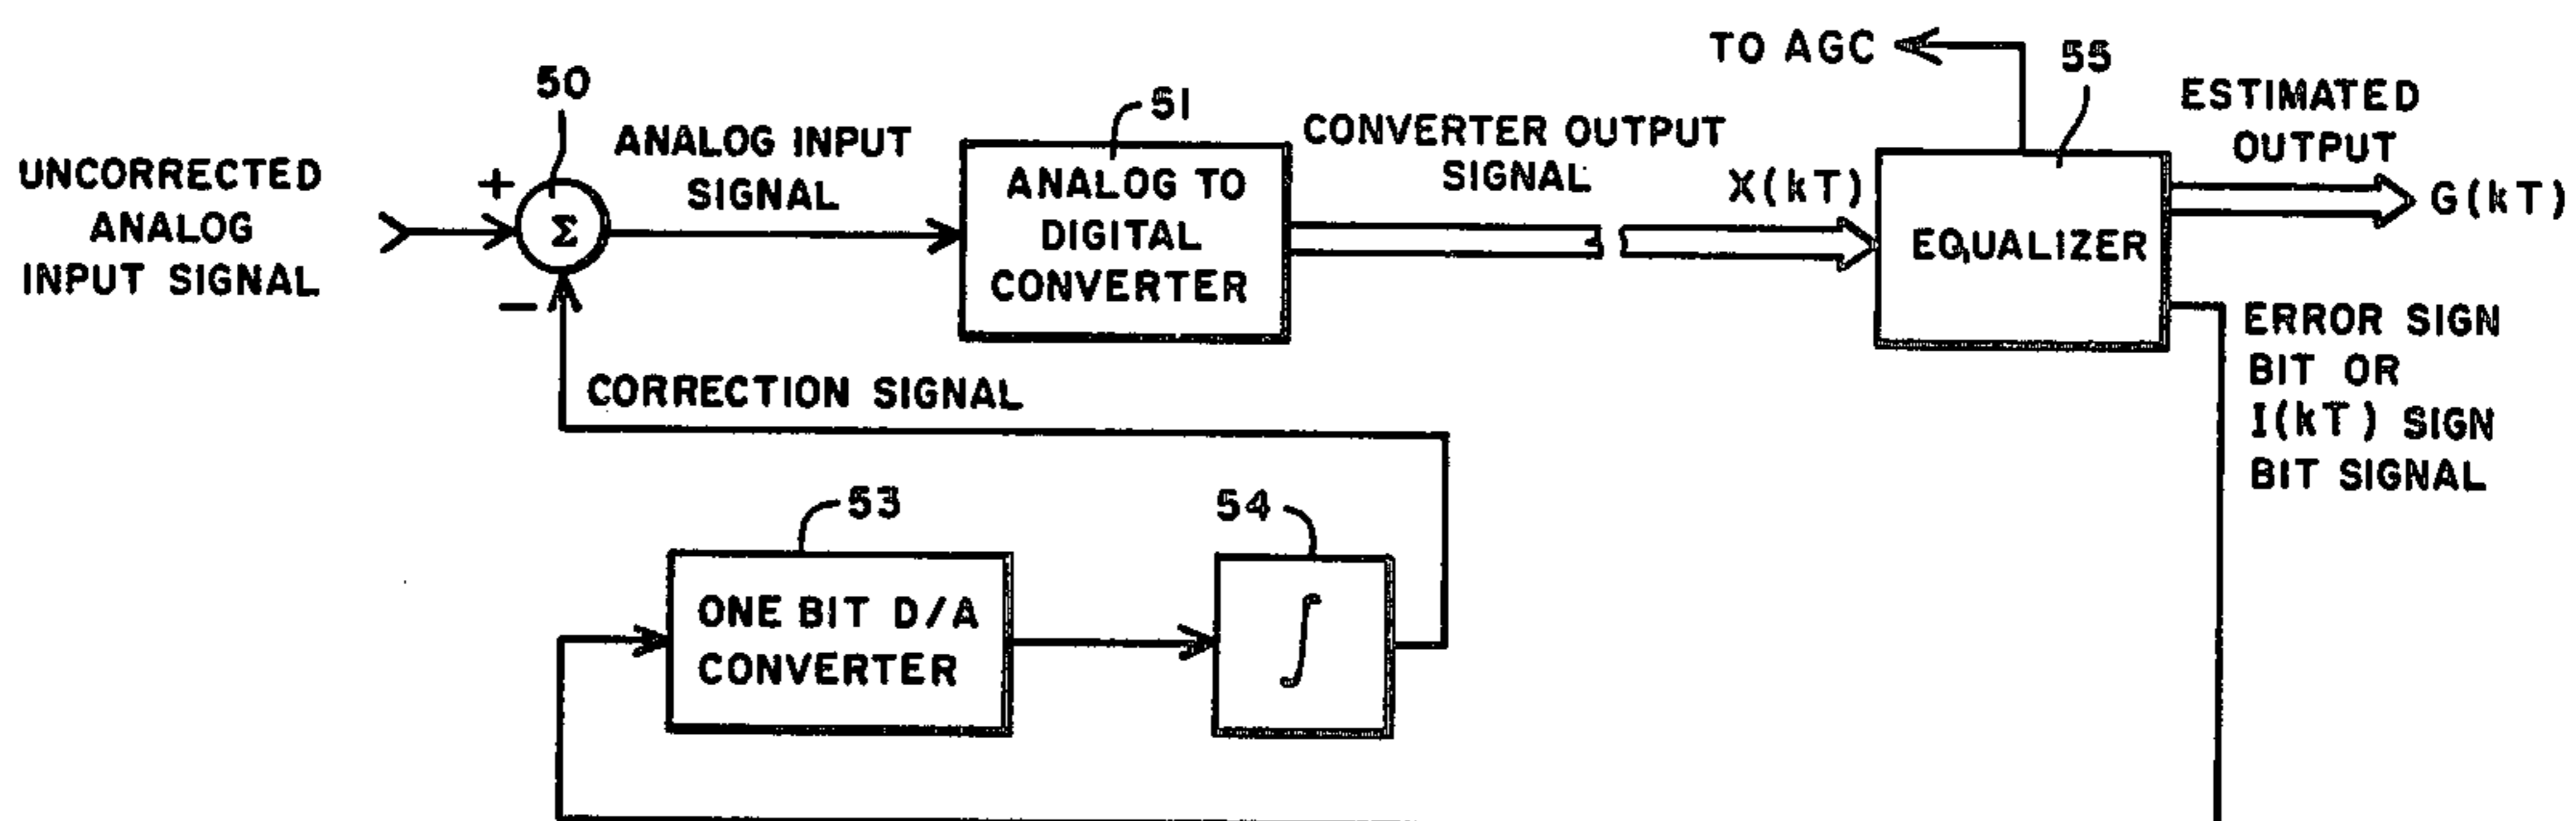 TO AGC
55
50
51
ESTIMATED
OUTPUT
UNCORRECTED
ANALOG
INPUT SIGNAL
+
−
Σ
ANALOG INPUT
SIGNAL
ANALOG TO
DIGITAL
CONVERTER
CONVERTER OUTPUT
SIGNAL
X(kT)
EQUALIZER
G(kT)
ERROR SIGN
BIT OR
I(kT) SIGN
BIT SIGNAL
CORRECTION SIGNAL
53
54
ONE BIT D/A
CONVERTER
∫